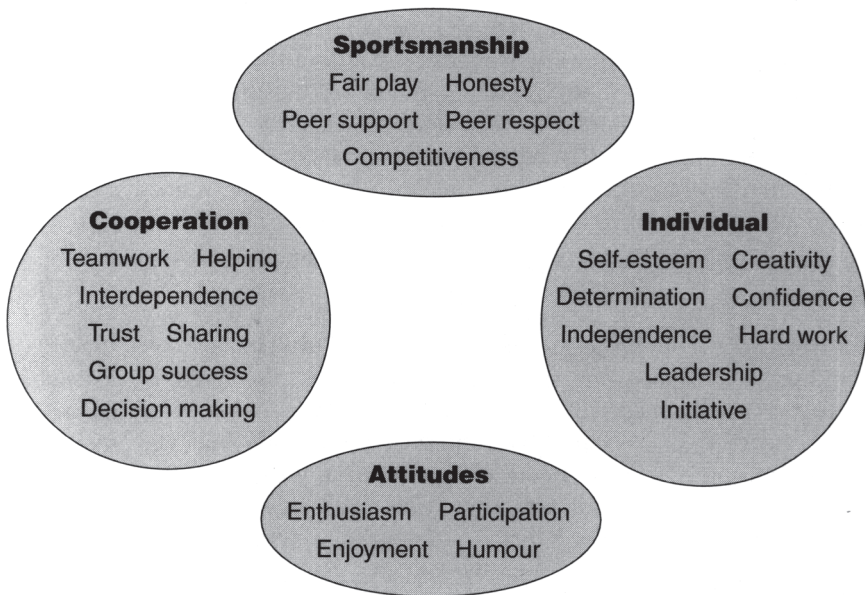 Sportsmanship
Fair play Honesty
Peer support Peer respect
Competitiveness
Cooperation
Teamwork Helping
Interdependence
Trust Sharing
Group success
Decision making
Individual
Self-esteem Creativity
Determination Confidence
Independence Hard work
Leadership
Initiative
Attitudes
Enthusiasm Participation
Enjoyment Humour